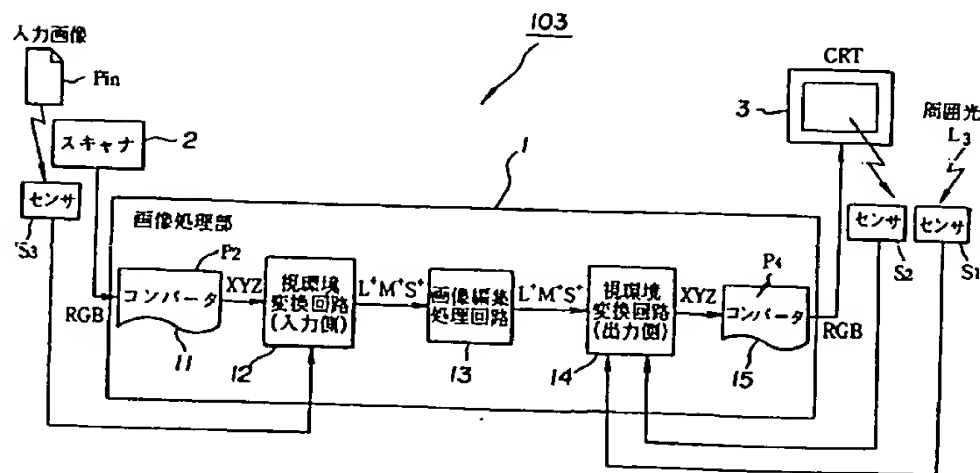 103
入力画像
Pin
スキャナ
2
センサ
S3
CRT
3
周囲光
L3
センサ
S2
センサ
S1
1
画像処理部
P2
コンバータ
11
RGB
XYZ
視環境
変換回路
(入力側)
12
L+M+S+
画像編集
処理回路
13
L+M+S+
視環境
変換回路
(出力側)
14
XYZ
P4
コンバータ
15
RGB